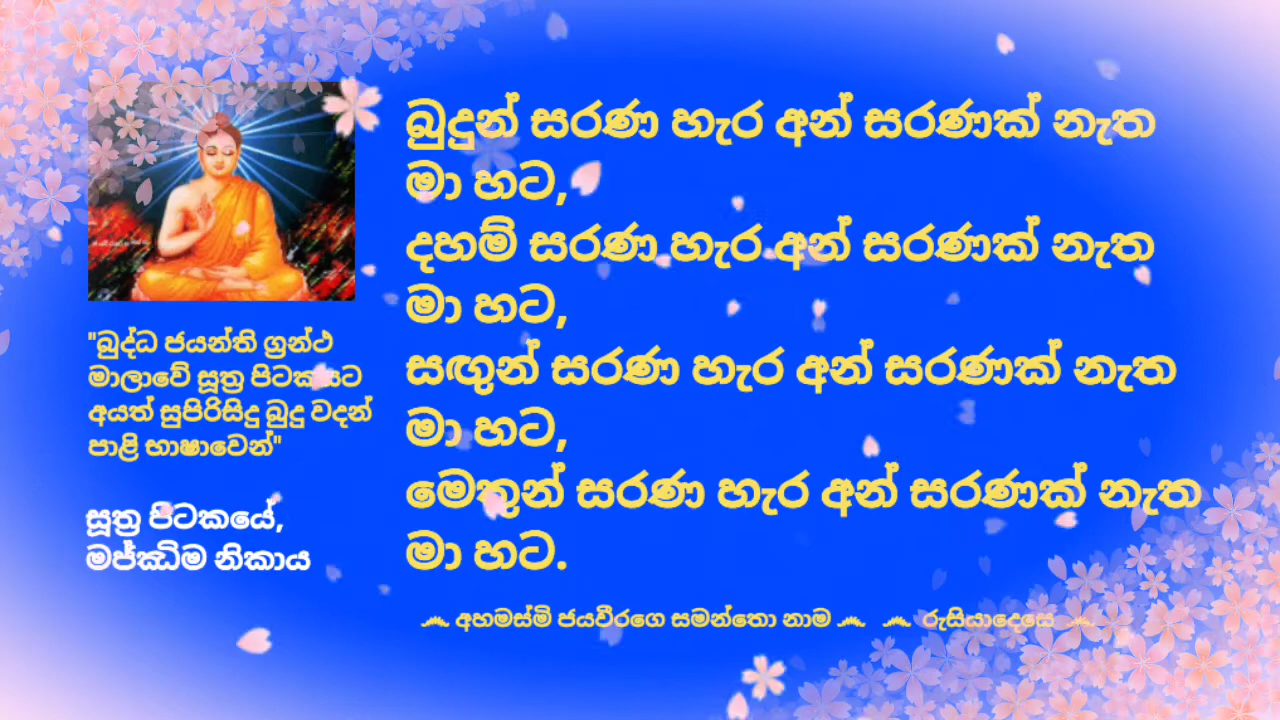 "බුද්ධ ජයන්ති ග්‍රන්ථ
මාලාවේ සූත්‍ර පිටකයට
අයත් සුපිරිසිදු බුදු වදන්
පාළි භාෂාවෙන්"
සූත්‍ර පිටකයේ,
මජ්ඣිම නිකාය
බුදුන් සරණ හැර අන් සරණක් නැත
මා හට,
දහම් සරණ හැර අන් සරණක් නැත
මා හට,
සඟුන් සරණ හැර අන් සරණක් නැත
මා හට,
මෙතුන් සරණ හැර අන් සරණක් නැත
මා හට.
අහමස්මි ජයවීරගෙ සමන්තො නාම රුසියාදෙසෙ